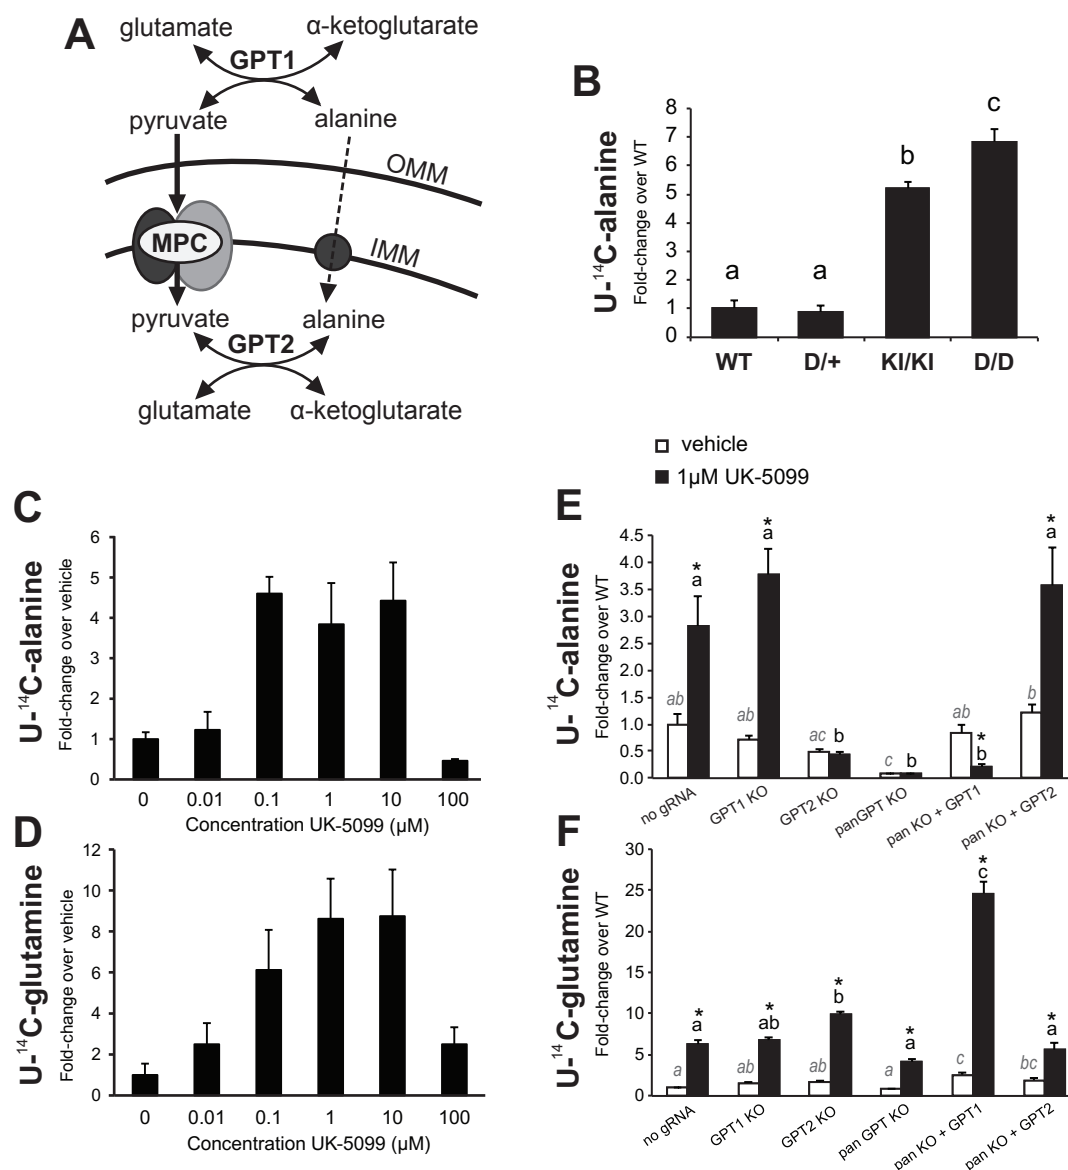 A
glutamate
α-ketoglutarate
GPT1
pyruvate
alanine
OMM
MPC
IMM
pyruvate
alanine
GPT2
glutamate
α-ketoglutarate
B
U-14C-alanine
Fold-change over WT
8
7
6
5
4
3
2
1
0
a
a
b
c
WT
D/+
KI/KI
D/D
vehicle
1µM UK-5099
C
U-14C-alanine
Fold-change over vehicle
6
5
4
3
2
1
0
0
0.01
0.1
1
10
100
Concentration UK-5099 (µM)
D
U-14C-glutamine
Fold-change over vehicle
12
10
8
6
4
2
0
0
0.01
0.1
1
10
100
Concentration UK-5099 (µM)
E
U- 14C-alanine
Fold-change over WT
4.5
4.0
3.5
3.0
2.5
2.0
1.5
1.0
0.5
0.0
ab
*
a
ab
*
a
ac
b
c
b
ab
*
b
b
*
a
no gRNA
GPT1 KO
GPT2 KO
panGPT KO
pan KO + GPT1
pan KO + GPT2
F
U-14C-glutamine
Fold-change over WT
30
25
20
15
10
5
0
a
*
a
ab
*
ab
ab
*
b
a
*
a
c
*
c
bc
*
a
no gRNA
GPT1 KO
GPT2 KO
pan GPT KO
pan KO + GPT1
pan KO + GPT2